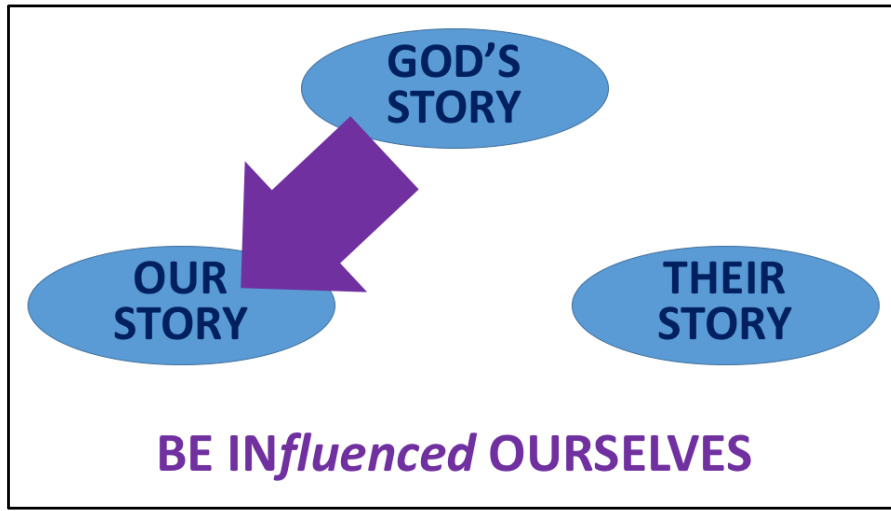 GOD’S
STORY
OUR
STORY
THEIR
STORY
BE INfluenced OURSELVES